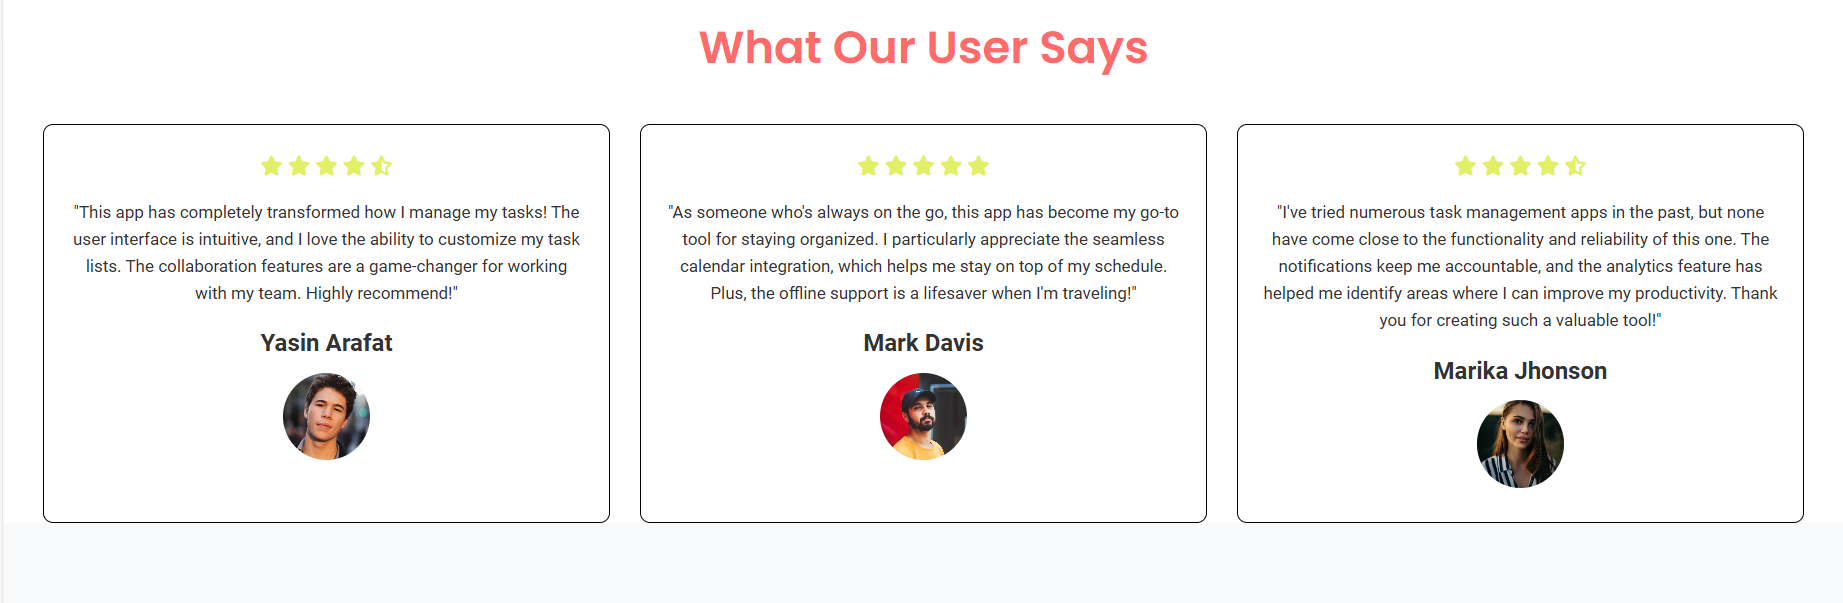 What Our User Says
"This app has completely transformed how I manage my tasks! The
user interface is intuitive, and I love the ability to customize my task
lists. The collaboration features are a game-changer for working
with my team. Highly recommend!"
Yasin Arafat
"As someone who's always on the go, this app has become my go-to
tool for staying organized. I particularly appreciate the seamless
calendar integration, which helps me stay on top of my schedule.
Plus, the offline support is a lifesaver when I'm traveling!"
Mark Davis
"I've tried numerous task management apps in the past, but none
have come close to the functionality and reliability of this one. The
notifications keep me accountable, and the analytics feature has
helped me identify areas where I can improve my productivity. Thank
you for creating such a valuable tool!"
Marika Jhonson